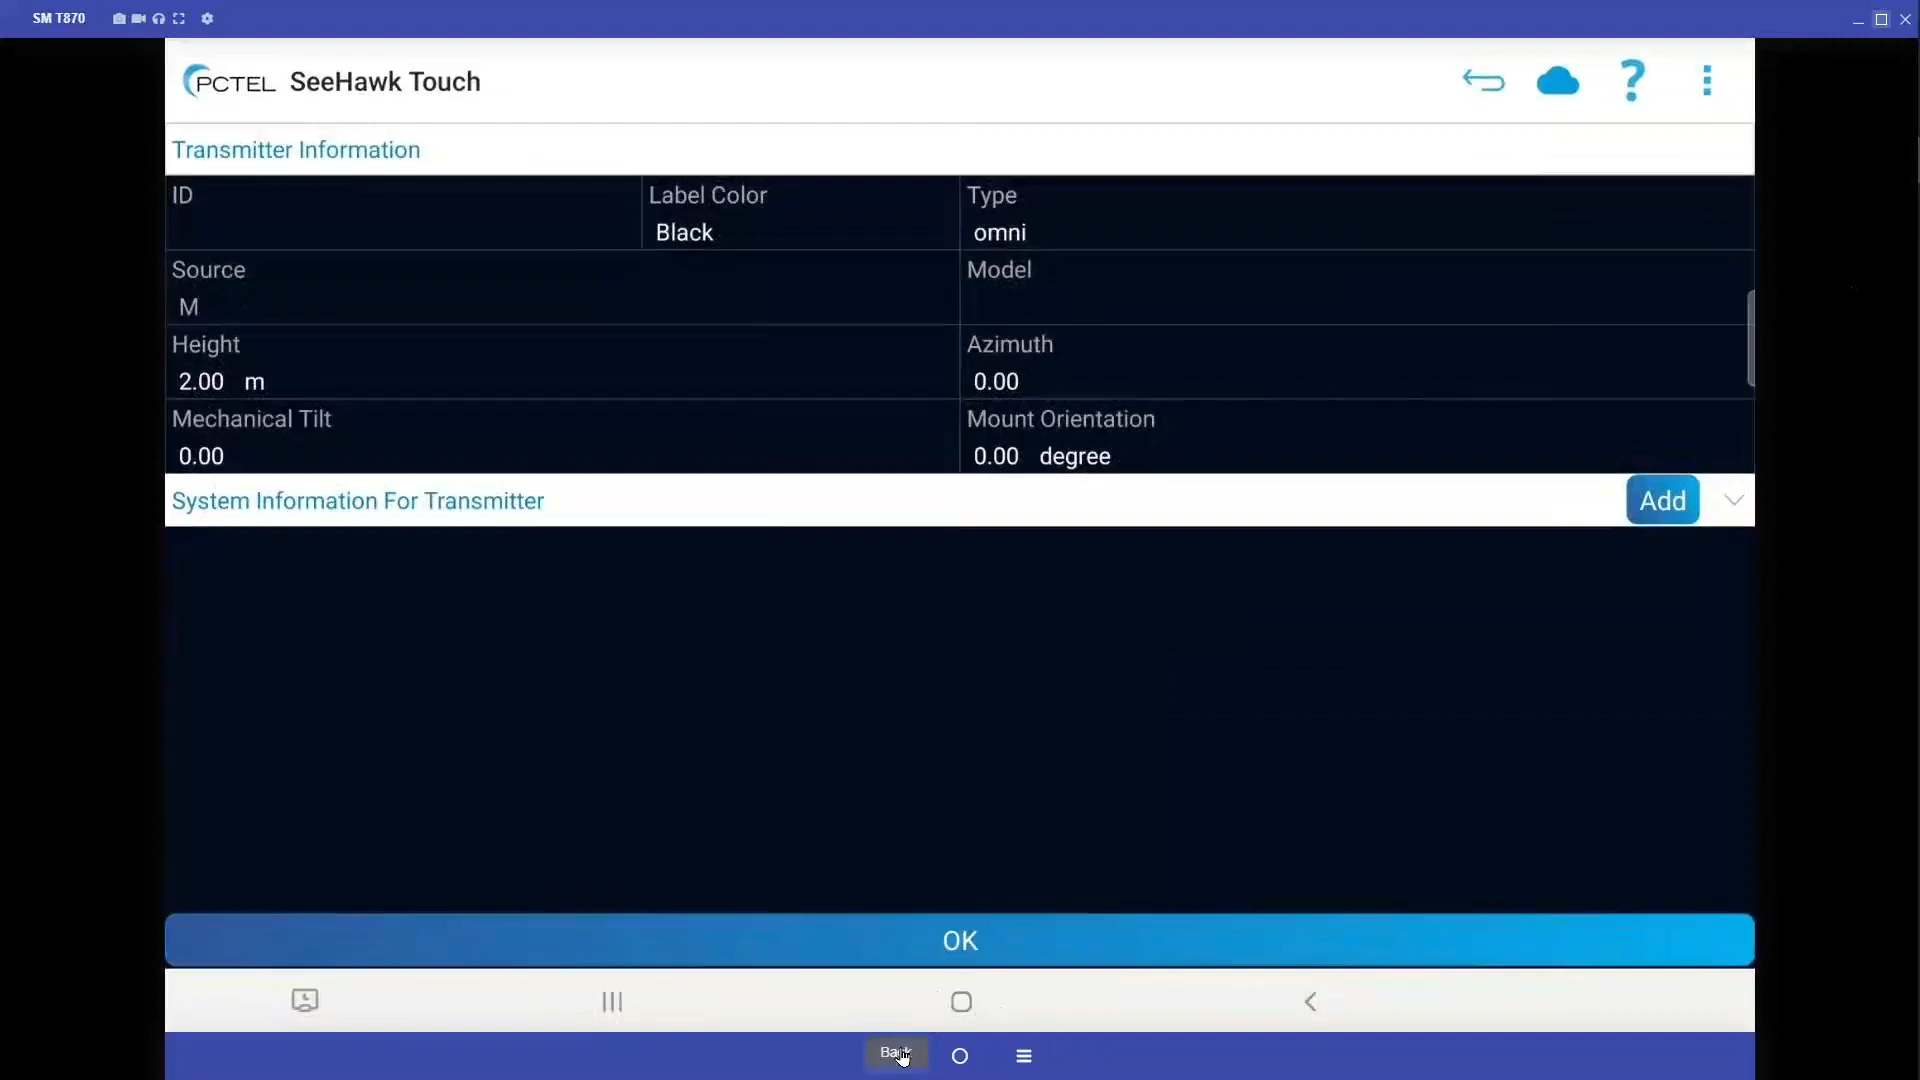 SM T870
PCTEL SeeHawk Touch
?
Transmitter Information
ID Label Color Type
Black omni
Source Model
M
Height Azimuth
2.00 m 0.00
Mechanical Tilt Mount Orientation
0.00 0.00 degree
System Information For Transmitter Add
OK
Back